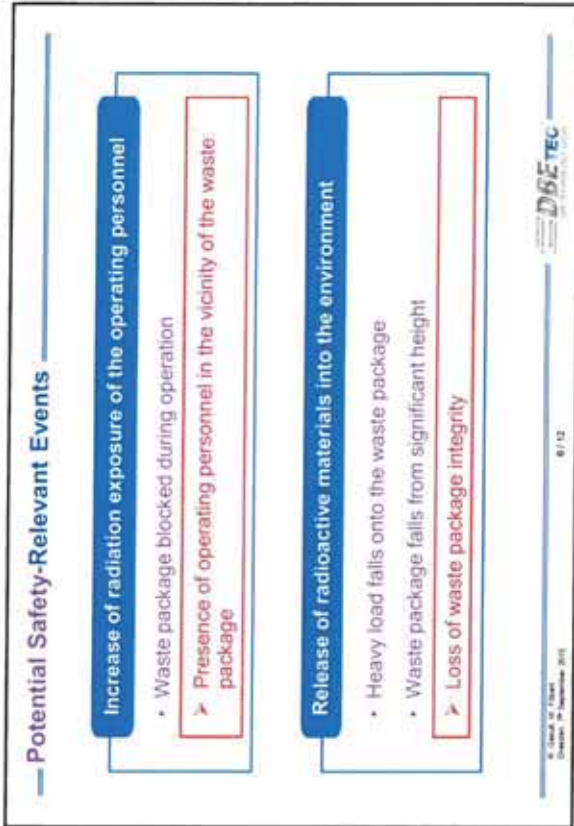 Potential Safety-Relevant Events
Increase of radiation exposure of the operating personnel
• Waste package blocked during operation
➢ Presence of operating personnel in the vicinity of the waste
package
Release of radioactive materials into the environment
• Heavy load falls onto the waste package
• Waste package falls from significant height
➢ Loss of waste package integrity
6 / 12
DBE TEC